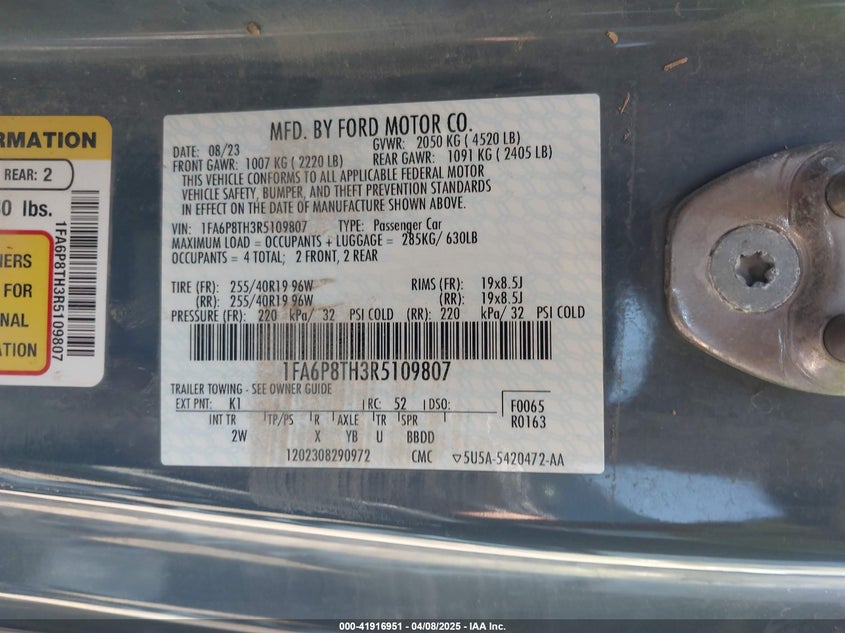 RMATION
REAR: 2
0 lbs.
NERS
FOR
NAL
ATION
1FA6P8TH3R5109807
MFD. BY FORD MOTOR CO.
DATE: 08/23 GVWR: 2050 KG ( 4520 LB)
FRONT GAWR: 1007 KG ( 2220 LB) REAR GAWR: 1091 KG ( 2405 LB)
THIS VEHICLE CONFORMS TO ALL APPLICABLE FEDERAL MOTOR
VEHICLE SAFETY, BUMPER, AND THEFT PREVENTION STANDARDS
IN EFFECT ON THE DATE OF MANUFACTURE SHOWN ABOVE.
VIN: 1FA6P8TH3R5109807 TYPE: Passenger Car
MAXIMUM LOAD = OCCUPANTS + LUGGAGE = 285KG/ 630LB
OCCUPANTS = 4 TOTAL; 2 FRONT, 2 REAR
TIRE (FR): 255/40R19 96W RIMS (FR): 19x8.5J
(RR): 255/40R19 96W (RR): 19x8.5J
PRESSURE (FR): 220 kPa/ 32 PSI COLD (RR): 220 kPa/ 32 PSI COLD
1FA6P8TH3R5109807
TRAILER TOWING - SEE OWNER GUIDE
EXT PNT: K1 RC: 52 DSO: F0065
INT TR TP/PS R AXLE TR SPR R0163
2W X YB U BBDD
1202308290972 CMC ▽5U5A-5420472-AA
000-41916951 | 04/08/2025 - IAA Inc.